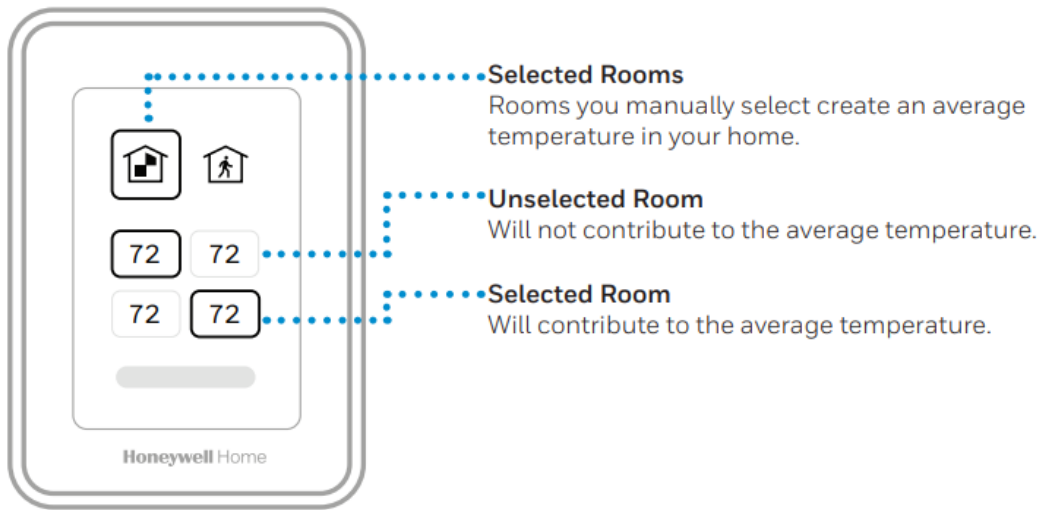 Selected Rooms
Rooms you manually select create an average
temperature in your home.
Unselected Room
72 72
Will not contribute to the average temperature.
Selected Room
72 72
Will contribute to the average temperature.
Honeywell Home